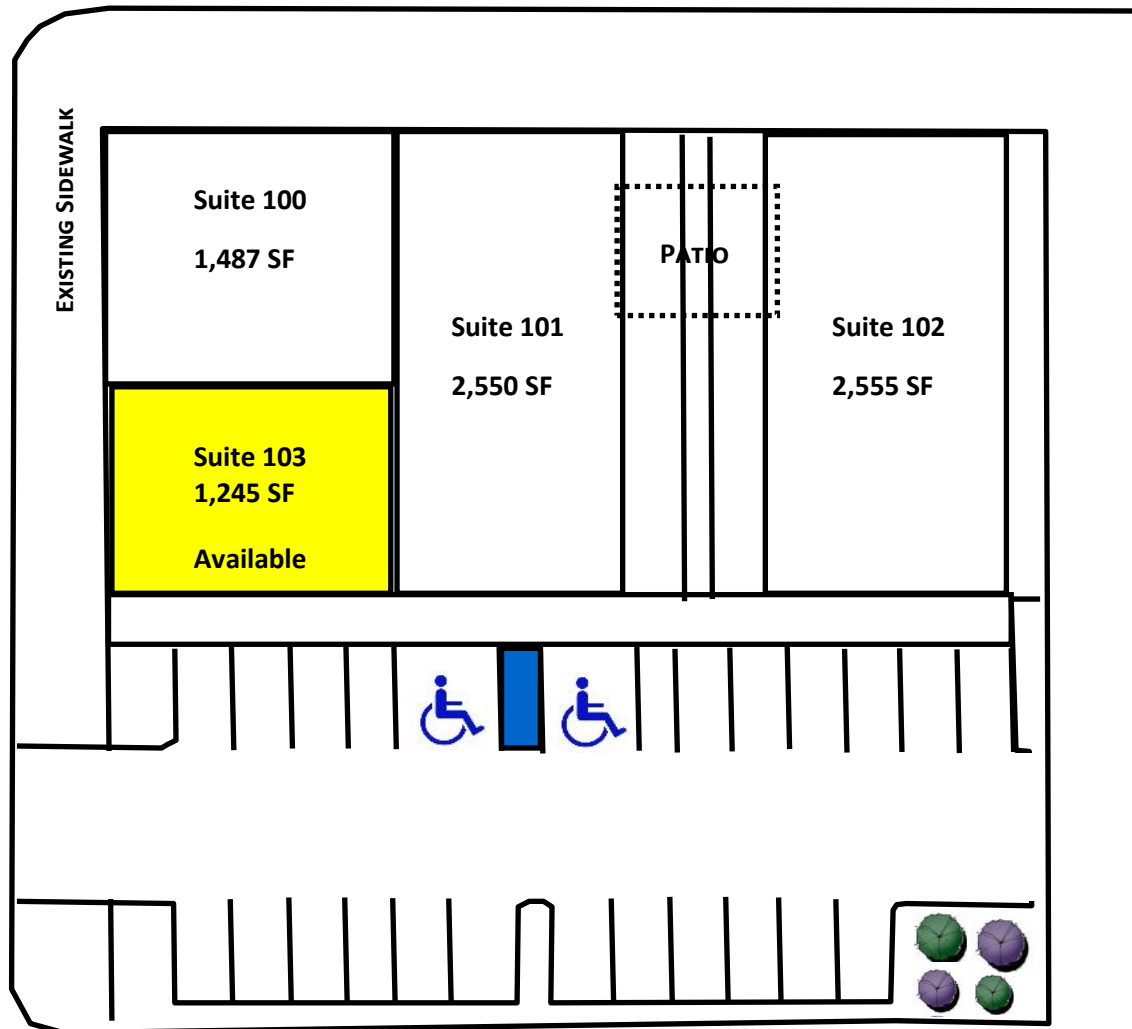 EXISTING SIDEWALK
Suite 100
1,487 SF
PATIO
Suite 101
2,550 SF
Suite 102
2,555 SF
Suite 103
1,245 SF
Available